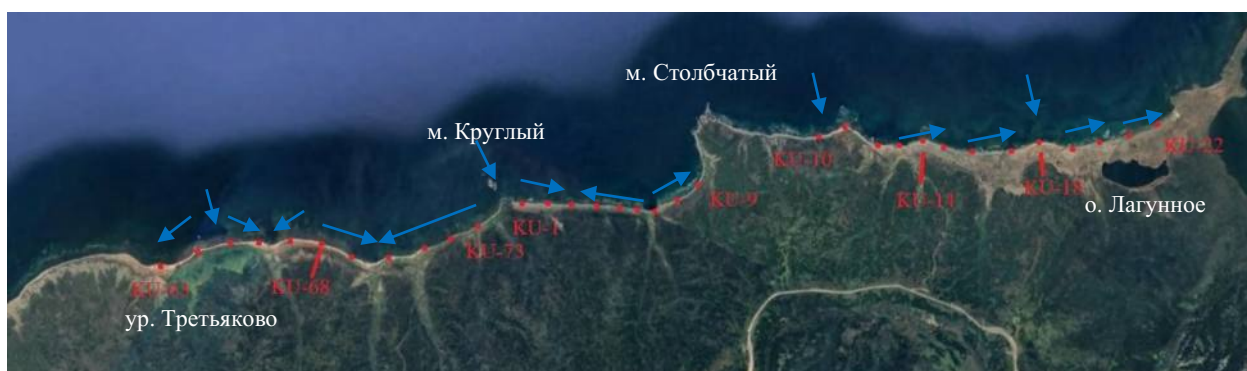 м. Столбчатый
м. Круглый
KU-10
KU-14
KU-18
KU-22
KU-9
о. Лагунное
KU-1
KU-73
KU-68
ур. Третьяково